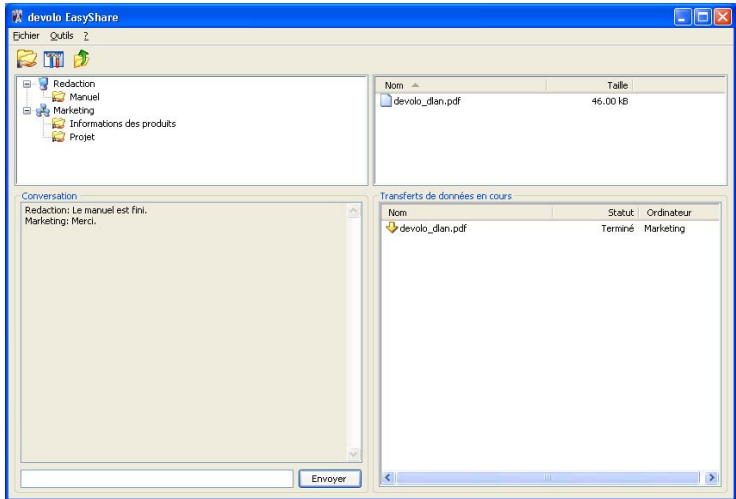 devolo EasyShare
Fichier Outils ?
Redaction
Manuel
Marketing
Informations des produits
Projet
Nom Taille
devolo_dlan.pdf 46.00 kB
Conversation
Redaction: Le manuel est fini.
Marketing: Merci.
Envoyer
Transferts de données en cours
Nom Statut Ordinateur
devolo_dlan.pdf Terminé Marketing